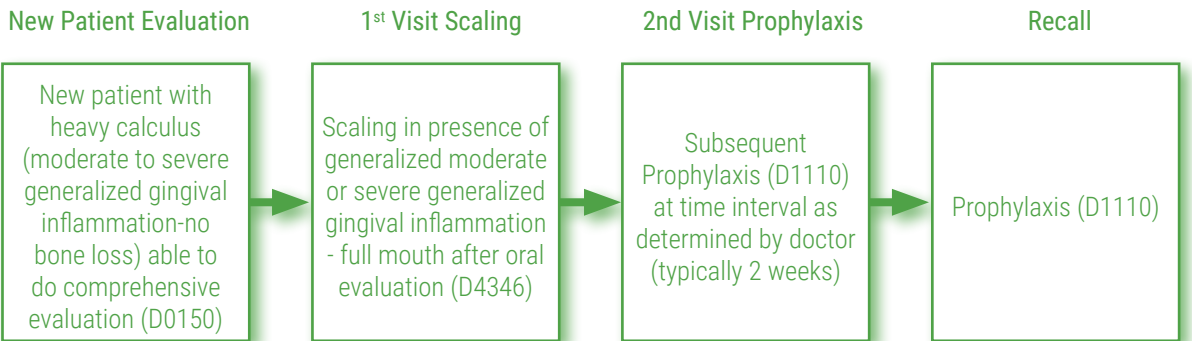 New Patient Evaluation
1st Visit Scaling
2nd Visit Prophylaxis
Recall
New patient with
heavy calculus
(moderate to severe
generalized gingival
inflammation-no
bone loss) able to
do comprehensive
evaluation (D0150)
Scaling in presence of
generalized moderate
or severe generalized
gingival inflammation
- full mouth after oral
evaluation (D4346)
Subsequent
Prophylaxis (D1110)
at time interval as
determined by doctor
(typically 2 weeks)
Prophylaxis (D1110)